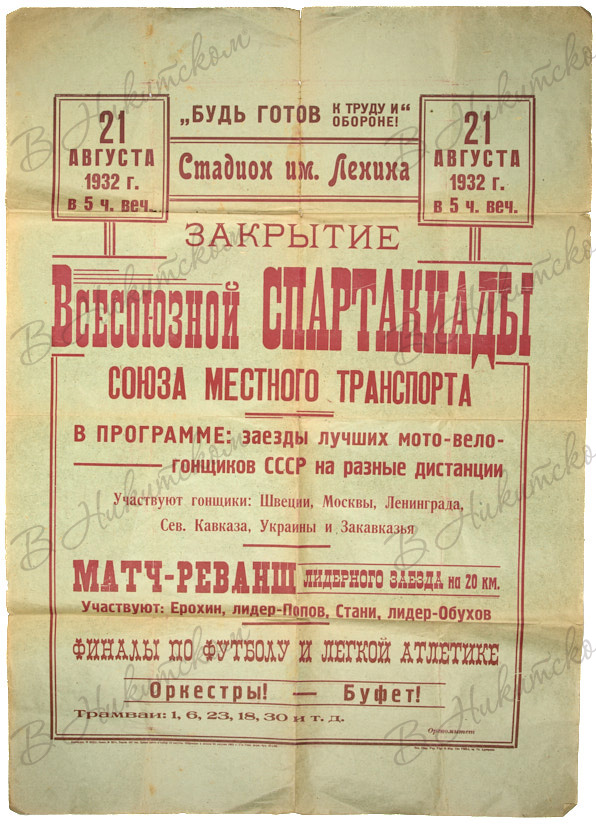 21
АВГУСТА
1932 г.
в 5 ч. веч.
„БУДЬ ГОТОВ К ТРУДУ И ОБОРОНЕ!“
Стадион им. Ленина
21
АВГУСТА
1932 г.
в 5 ч. веч.
ЗАКРЫТИЕ
Всесоюзной СПАРТАКИАДЫ
СОЮЗА МЕСТНОГО ТРАНСПОРТА
В ПРОГРАММЕ: заезды лучших мото-вело-
гонщиков СССР на разные дистанции
Участвуют гонщики: Швеции, Москвы, Ленинграда,
Сев. Кавказа, Украины и Закавказья
МАТЧ-РЕВАНШ ЛИДЕРНОГО ЗАЕЗДА на 20 км.
Участвуют: Ерохин, лидер-Попов, Стани, лидер-Обухов
ФИНАЛЫ ПО ФУТБОЛУ И ЛЕГКОЙ АТЛЕТИКЕ
Оркестры! — Буфет!
Трамваи: 1, 6, 23, 18, 30 и т. д.
Оргкомитет
В Никитском